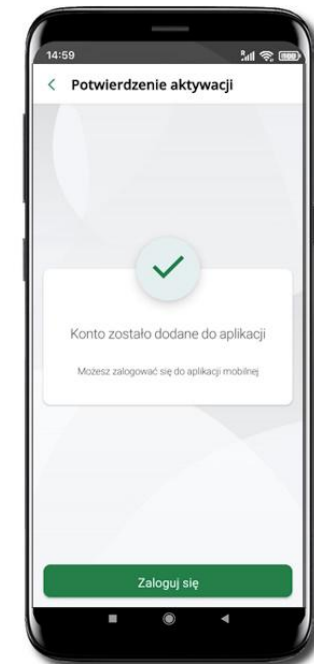 14:59
Potwierdzenie aktywacji
Konto zostało dodane do aplikacji
Możesz zalogować się do aplikacji mobilnej
Zaloguj się